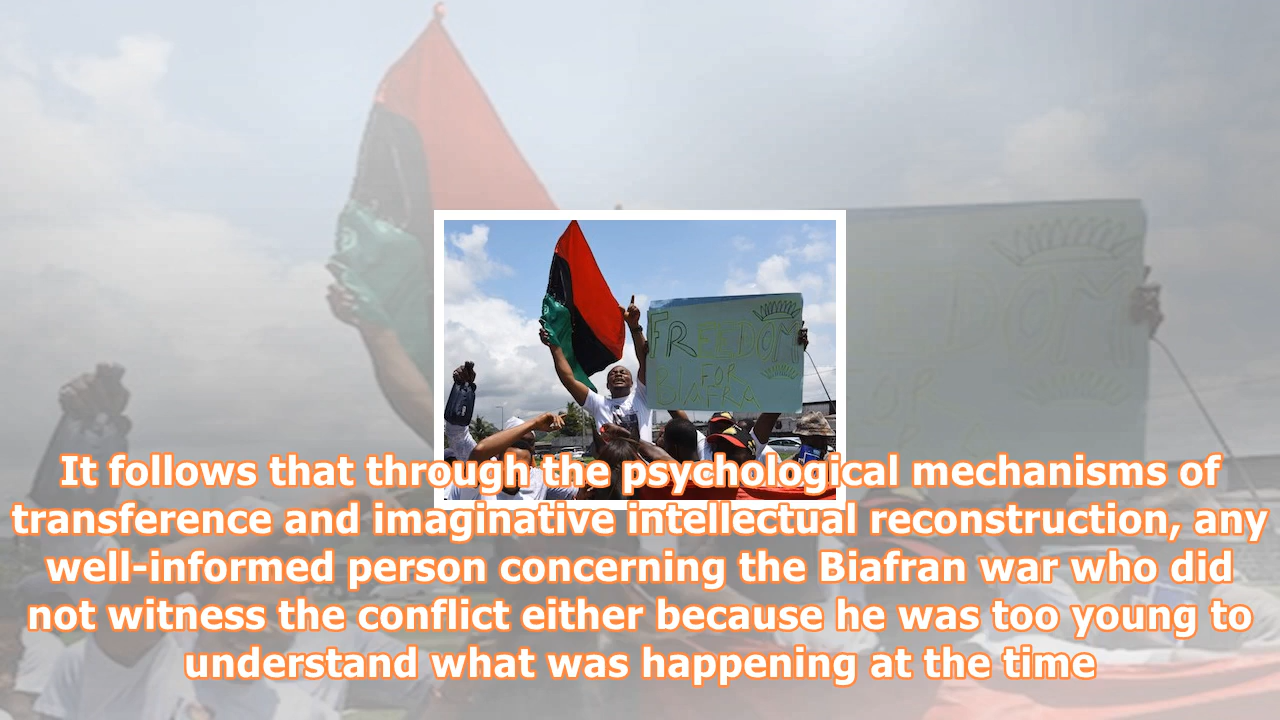 FREEDOM
FOR
BIAFRA
It follows that through the psychological mechanisms of
transference and imaginative intellectual reconstruction, any
well-informed person concerning the Biafran war who did
not witness the conflict either because he was too young to
understand what was happening at the time